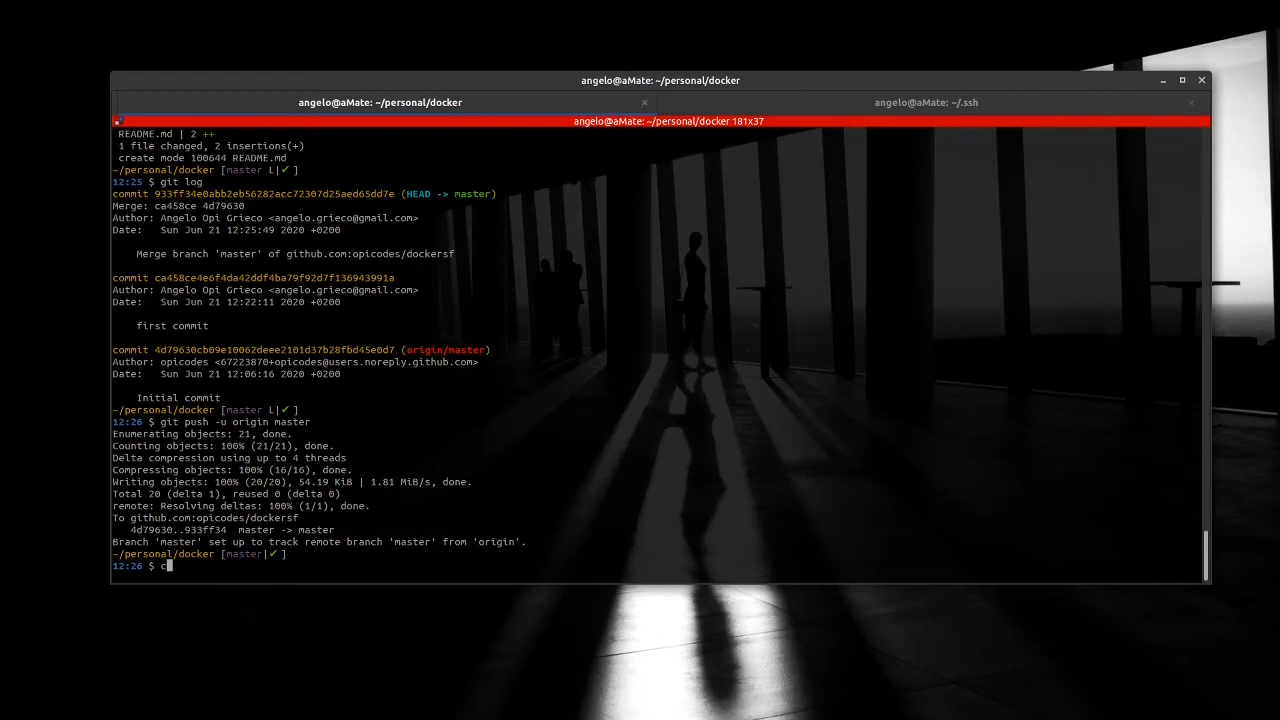 angelo@aMate: ~/personal/docker
angelo@aMate: ~/personal/docker
angelo@aMate: ~/.ssh
angelo@aMate: ~/personal/docker 181x37
README.md | 2 ++
1 file changed, 2 insertions(+)
create mode 100644 README.md
~/personal/docker [master L|✔ ]
12:25 $ git log
commit 933ff34e0abb2eb56282acc72307d25aed65dd7e (HEAD -> master)
Merge: ca458ce 4d79630
Author: Angelo Opi Grieco <angelo.grieco@gmail.com>
Date:   Sun Jun 21 12:25:49 2020 +0200
Merge branch 'master' of github.com:opicodes/dockersf
commit ca458ce4e6f4da42ddf4ba79f92d7f136943991a
Author: Angelo Opi Grieco <angelo.grieco@gmail.com>
Date:   Sun Jun 21 12:22:11 2020 +0200
first commit
commit 4d79630cb09e10062deee2101d37b28fbd45e0d7 (origin/master)
Author: opicodes <67223870+opicodes@users.noreply.github.com>
Date:   Sun Jun 21 12:06:16 2020 +0200
Initial commit
~/personal/docker [master L|✔ ]
12:26 $ git push -u origin master
Enumerating objects: 21, done.
Counting objects: 100% (21/21), done.
Delta compression using up to 4 threads
Compressing objects: 100% (16/16), done.
Writing objects: 100% (20/20), 54.19 KiB | 1.81 MiB/s, done.
Total 20 (delta 1), reused 0 (delta 0)
remote: Resolving deltas: 100% (1/1), done.
To github.com:opicodes/dockersf
4d79630..933ff34  master -> master
Branch 'master' set up to track remote branch 'master' from 'origin'.
~/personal/docker [master|✔ ]
12:26 $ c